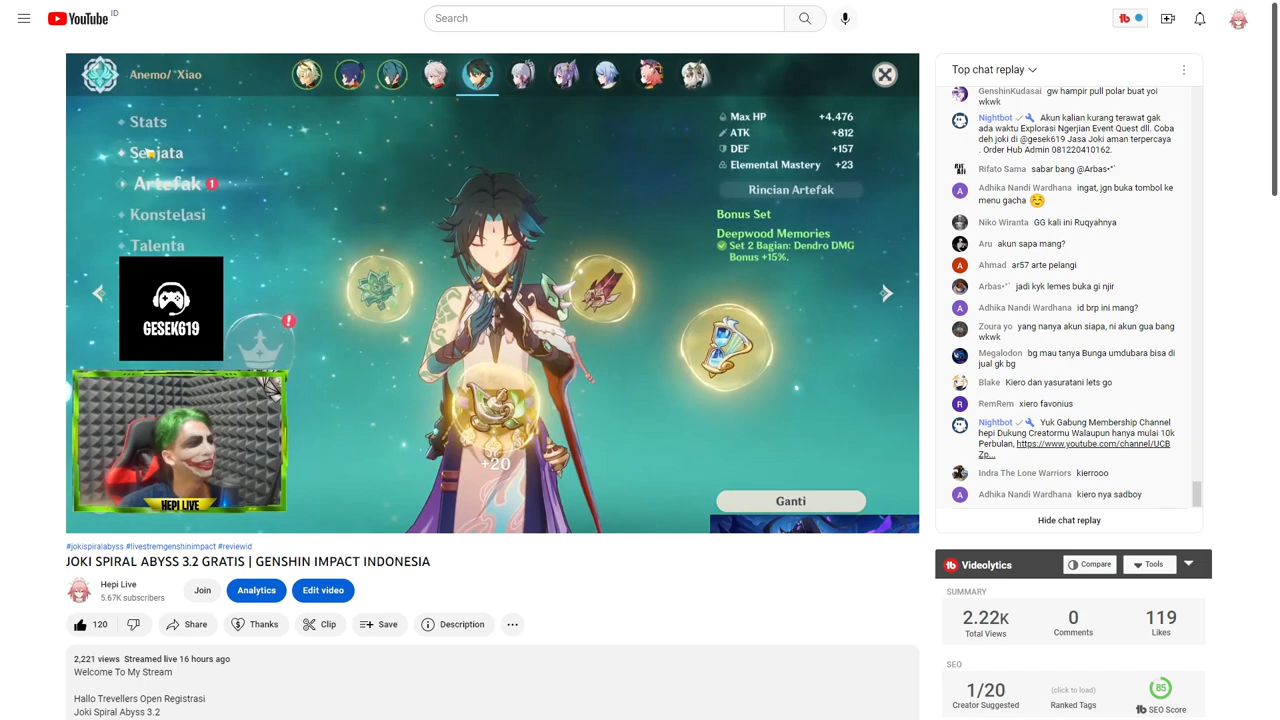 YouTube ID
Search
Anemo/ Xiao
Stats
Senjata
Artefak 1
Konstelasi
Talenta
Max HP +4.476
ATK +812
DEF +157
Elemental Mastery +23
Rincian Artefak
Bonus Set
Deepwood Memories
Set 2 Bagian: Dendro DMG
Bonus +15%.
GESEK619
HEPI LIVE
+20
Ganti
#jokispiralabyss #livestremgenshinimpact #reviewid
JOKI SPIRAL ABYSS 3.2 GRATIS | GENSHIN IMPACT INDONESIA
Hepi Live
5.67K subscribers
Join
Analytics
Edit video
120
Share
Thanks
Clip
Save
Description
2,221 views Streamed live 16 hours ago
Welcome To My Stream
Hallo Trevellers Open Registrasi
Joki Spiral Abyss 3.2
Top chat replay
GenshinKudasai gw hampir pull polar buat yoi
wkwk
Nightbot Akun kalian kurang terawat gak
ada waktu Explorasi Ngerjian Event Quest dll. Coba
deh joki di @gesek619 Jasa Joki aman terpercaya
. Order Hub Admin 081220410162.
Rifato Sama sabar bang @Arbas•*`
Adhika Nandi Wardhana ingat, jgn buka tombol ke
menu gacha
Niko Wiranta GG kali ini Ruqyahnya
Aru akun sapa mang?
Ahmad ar57 arte pelangi
Arbas•*` jadi kyk lemes buka gi njir
Adhika Nandi Wardhana id brp ini mang?
Zoura yo yang nanya akun siapa, ni akun gua bang
wkwk
Megalodon bg mau tanya Bunga umdubara bisa di
jual gk bg
Blake Kiero dan yasuratani lets go
RemRem xiero favonius
Nightbot Yuk Gabung Membership Channel
hepi Dukung Creatormu Walaupun hanya mulai 10k
Perbulan, https://www.youtube.com/channel/UCB
Zp...
Indra The Lone Warriors kierrooo
Adhika Nandi Wardhana kiero nya sadboy
Hide chat replay
tb Videolytics
Compare
Tools
SUMMARY
2.22K
Total Views
0
Comments
119
Likes
SEO
1/20
Creator Suggested
(click to load)
Ranked Tags
85
tb SEO Score